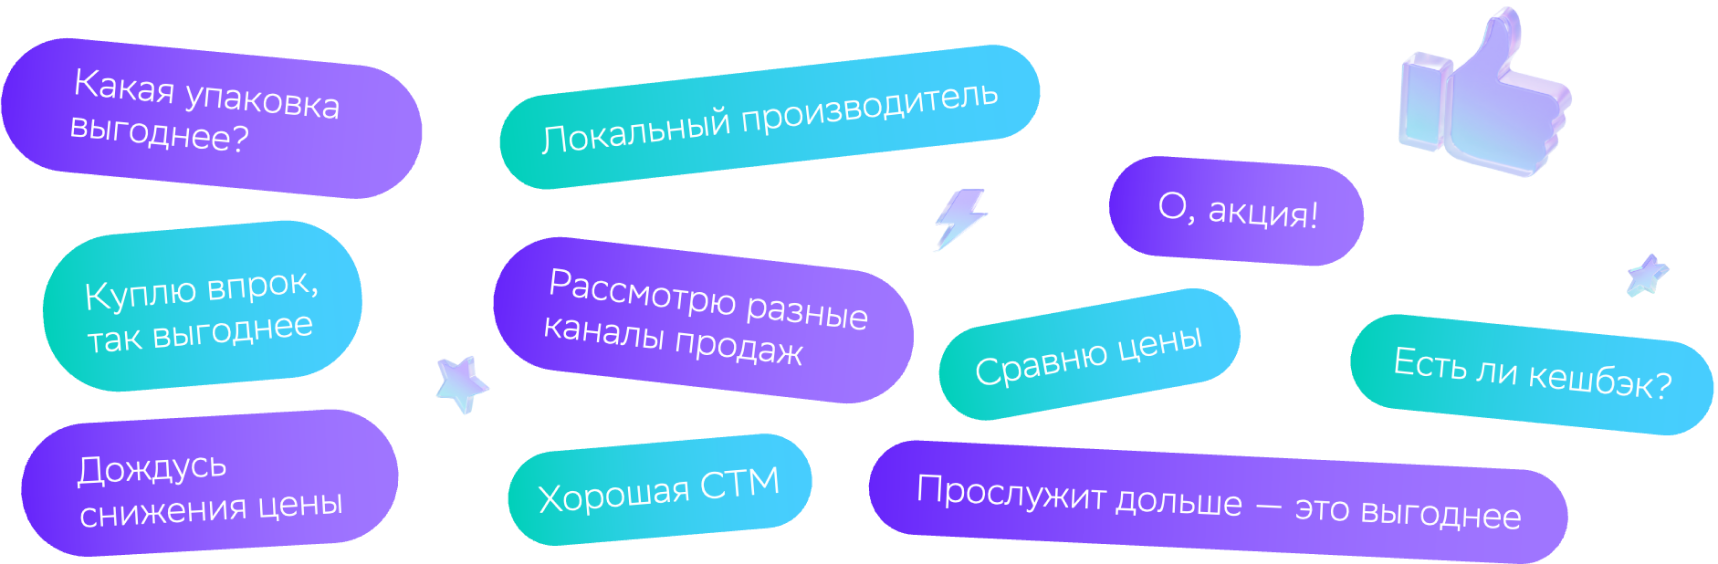 Какая упаковка
выгоднее?
Локальный производитель
О, акция!
Куплю впрок,
так выгоднее
Рассмотрю разные
каналы продаж
Сравню цены
Есть ли кешбэк?
Дождусь
снижения цены
Хорошая СТМ
Прослужит дольше — это выгоднее